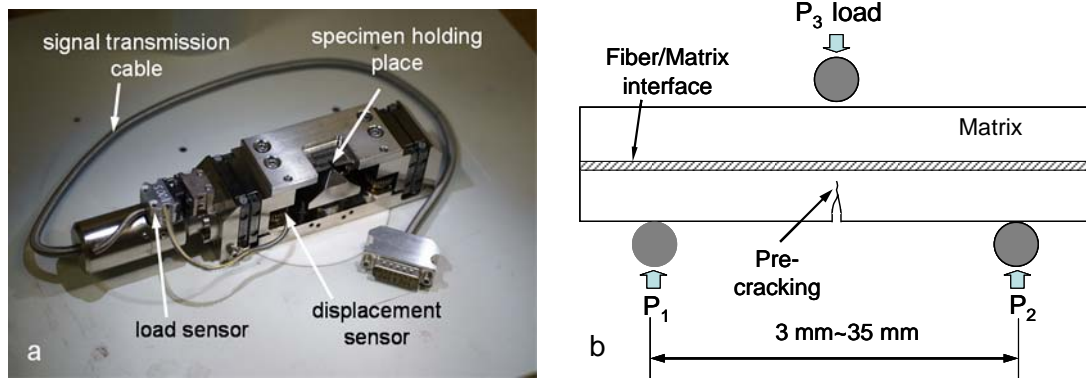 signal transmission
cable
specimen holding
place
load sensor
displacement
sensor
a
P3 load
Fiber/Matrix
interface
Matrix
Pre-
cracking
P1
P2
3 mm~35 mm
b